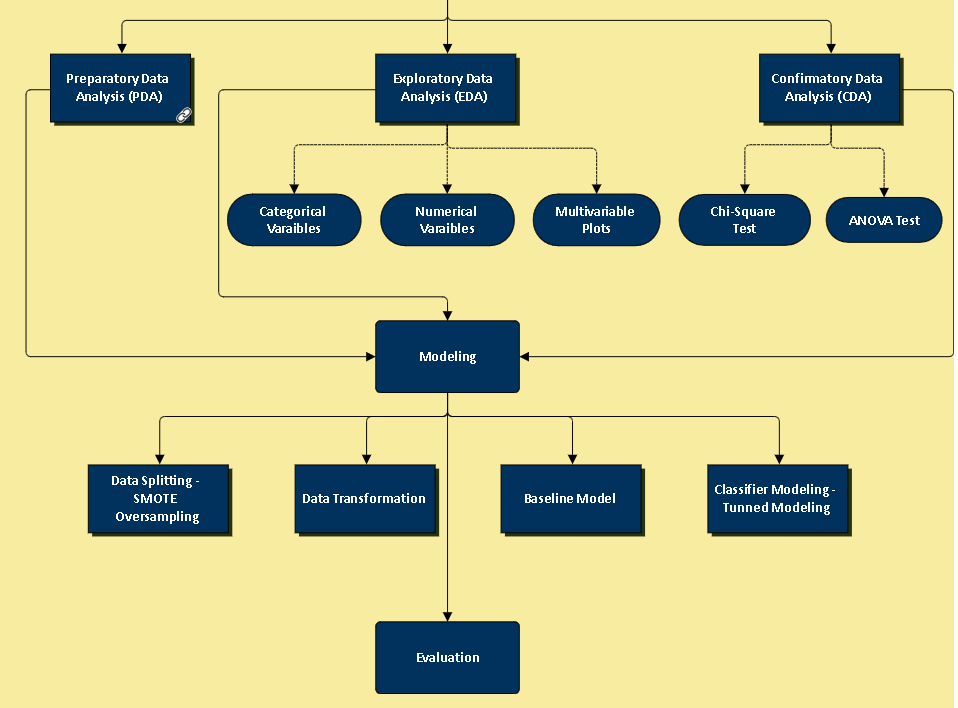 Preparatory Data
Analysis (PDA)
Exploratory Data
Analysis (EDA)
Confirmatory Data
Analysis (CDA)
Categorical
Varaibles
Numerical
Varaibles
Multivariable
Plots
Chi-Square
Test
ANOVA Test
Modeling
Data Splitting -
SMOTE
Oversampling
Data Transformation
Baseline Model
Classifier Modeling -
Tunned Modeling
Evaluation